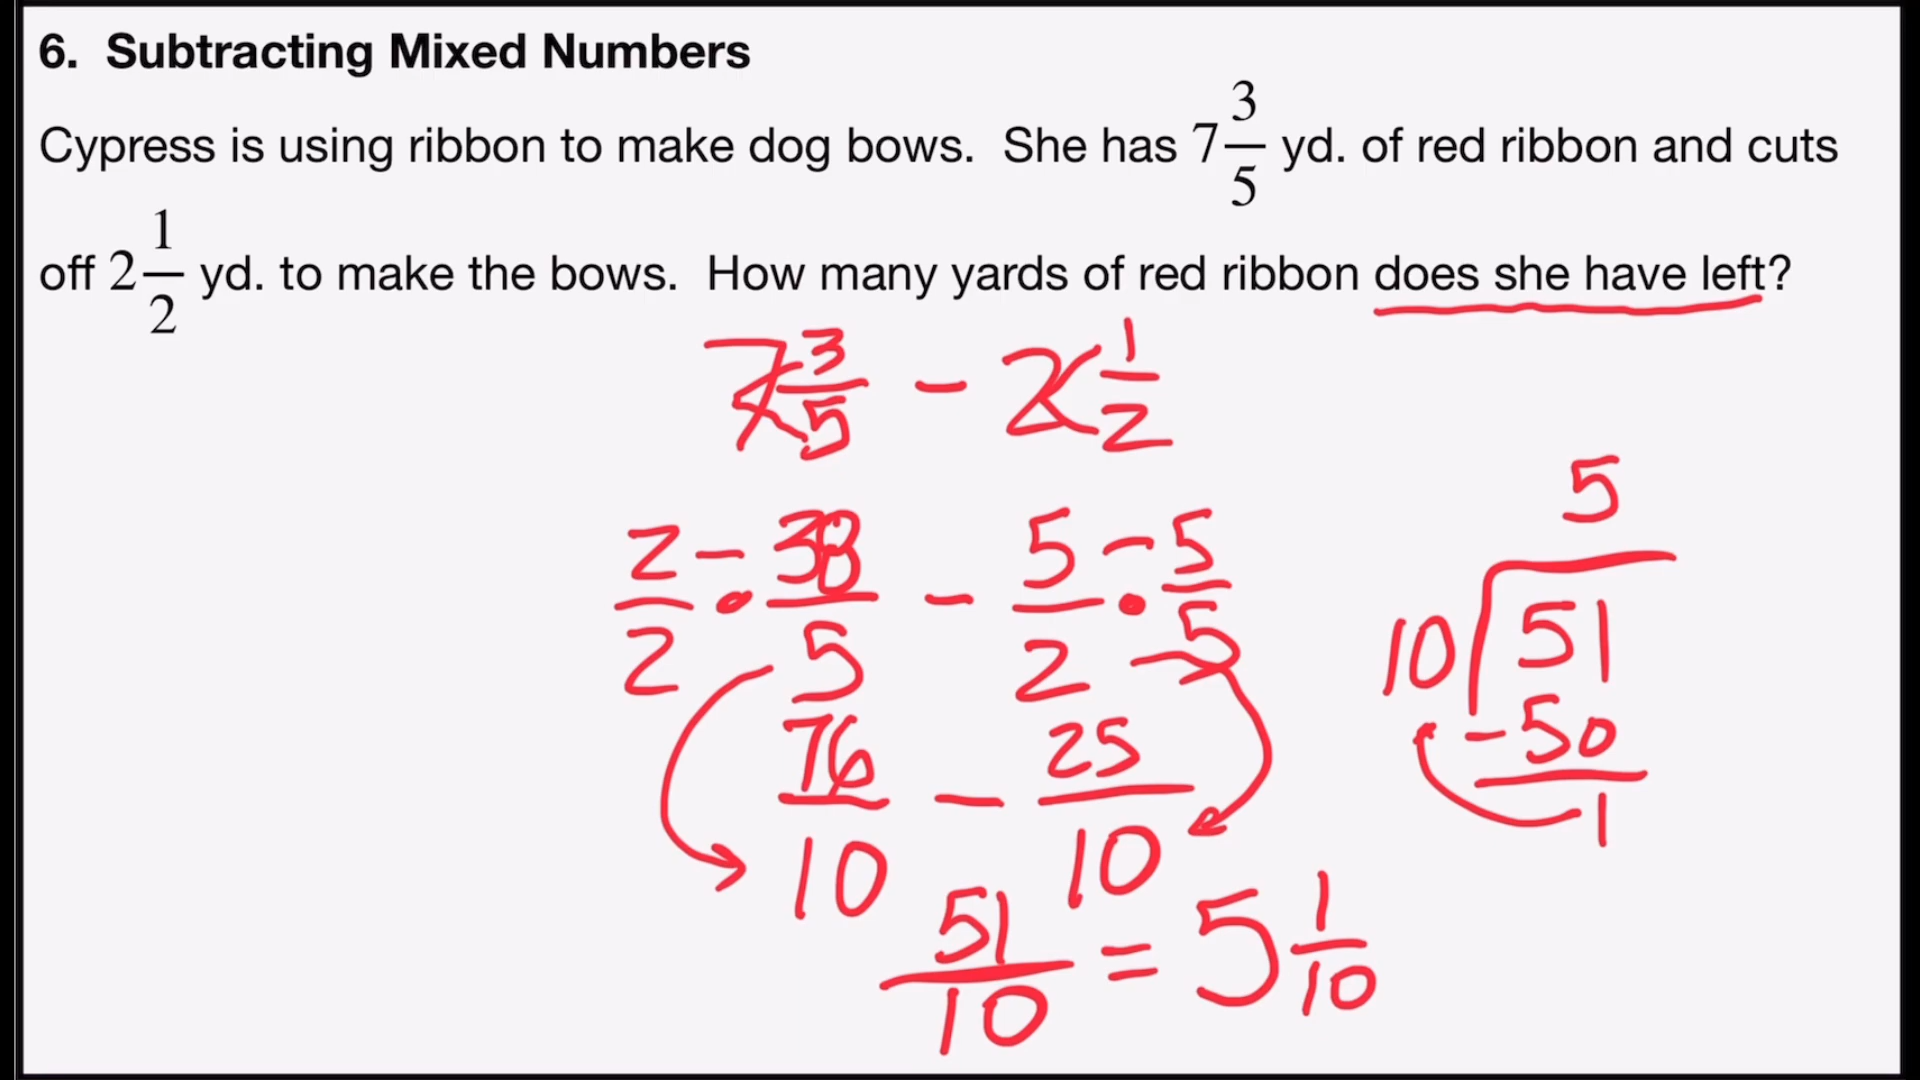 6. Subtracting Mixed Numbers
Cypress is using ribbon to make dog bows. She has 7 3/5 yd. of red ribbon and cuts
off 2 1/2 yd. to make the bows. How many yards of red ribbon does she have left?
7 3/5 - 2 1/2
2/2 · 38/5 - 5/2 · 5/5
76/10 - 25/10
51/10 = 5 1/10
5
10 51
-50
1